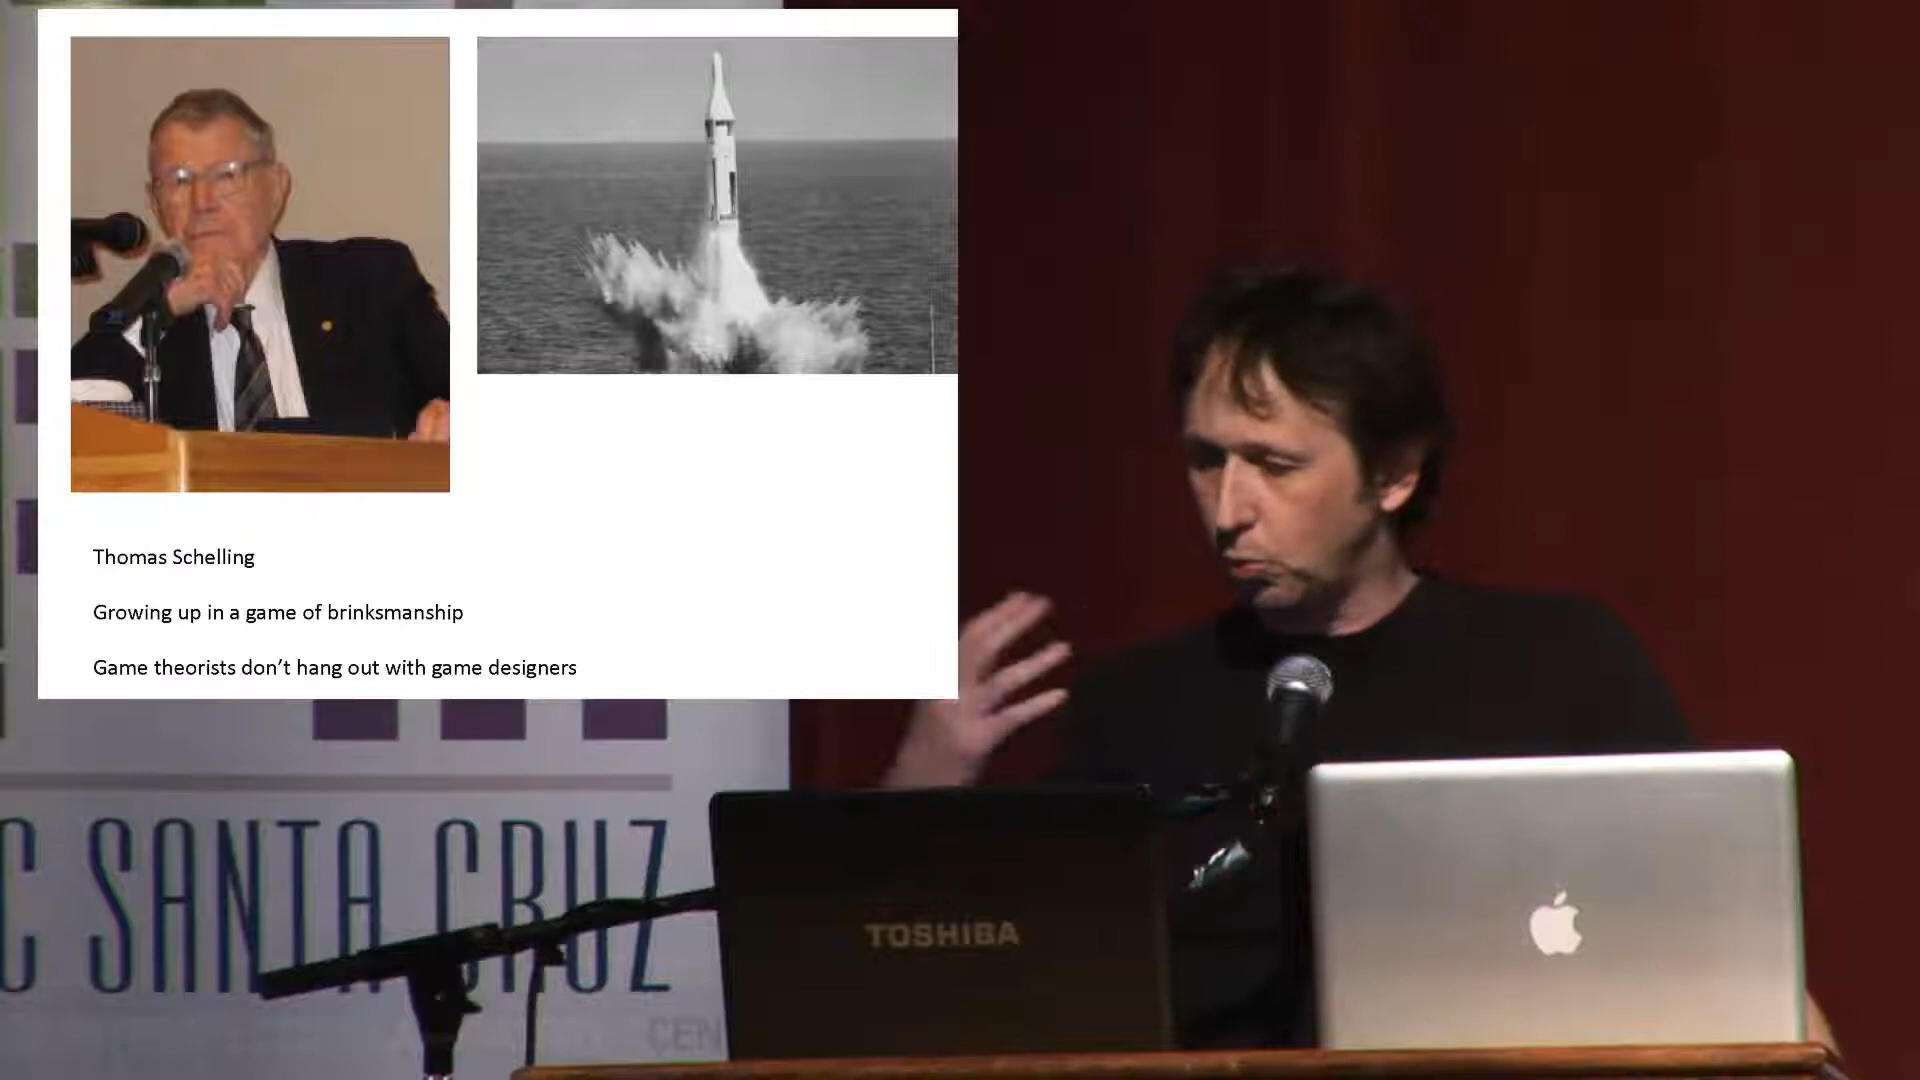 Thomas Schelling
Growing up in a game of brinksmanship
Game theorists don’t hang out with game designers
C SANTA CRUZ
CEN
TOSHIBA